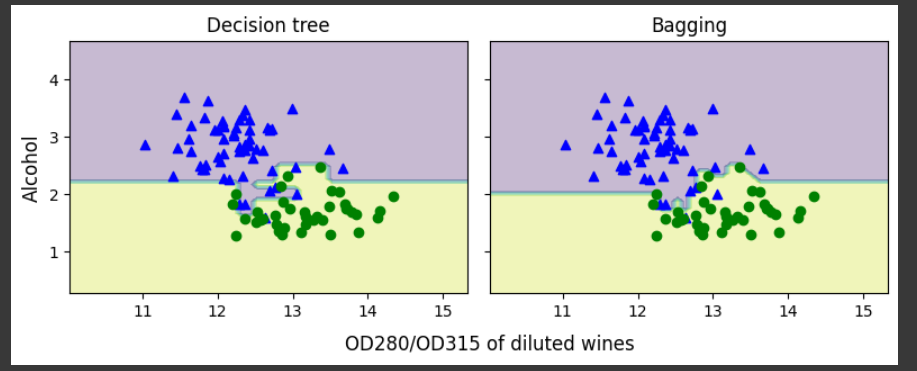 Decision tree
Bagging
Alcohol
4
3
2
1
11 12 13 14 15
11 12 13 14 15
OD280/OD315 of diluted wines